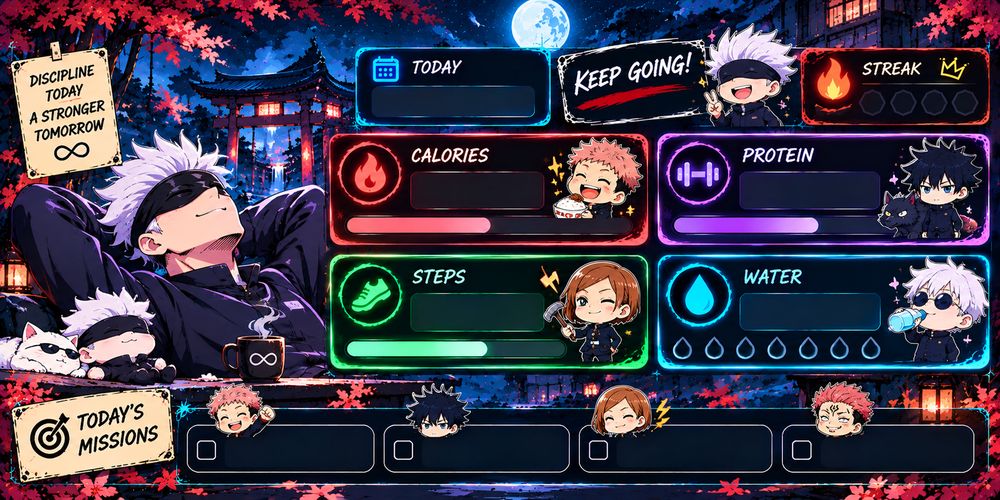 DISCIPLINE
TODAY
A STRONGER
TOMORROW
∞
TODAY
KEEP GOING!
STREAK
CALORIES
PROTEIN
STEPS
WATER
∞
TODAY'S
MISSIONS